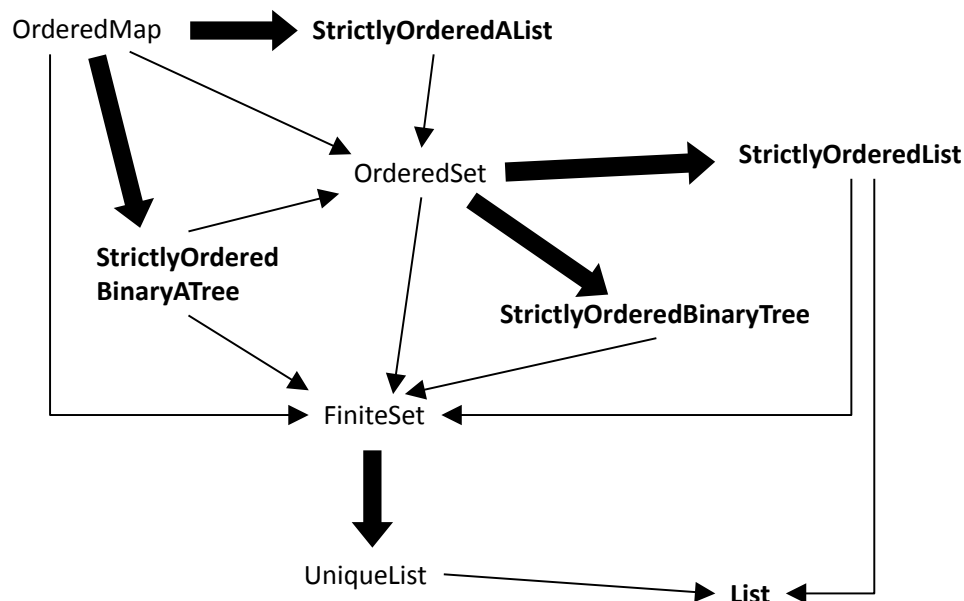 OrderedMap
StrictlyOrderedAList
StrictlyOrderedList
OrderedSet
StrictlyOrdered
BinaryATree
StrictlyOrderedBinaryTree
FiniteSet
UniqueList
List